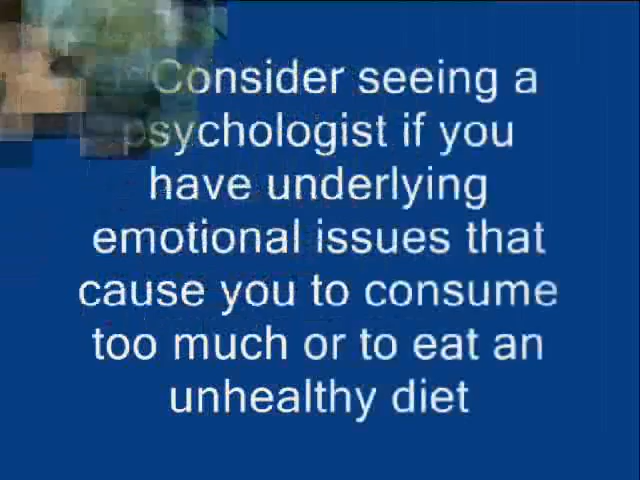 Consider seeing a
psychologist if you
have underlying
emotional issues that
cause you to consume
too much or to eat an
unhealthy diet